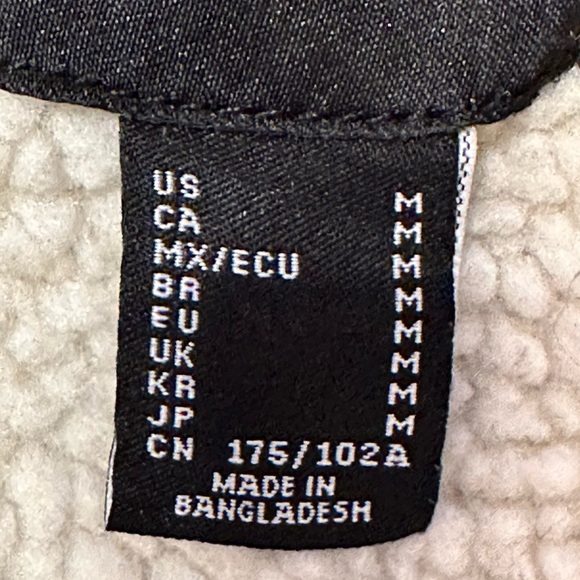 US M
CA M
MX/ECU M
BR M
EU M
UK M
KR M
JP M
CN 175/102A
MADE IN
BANGLADESH